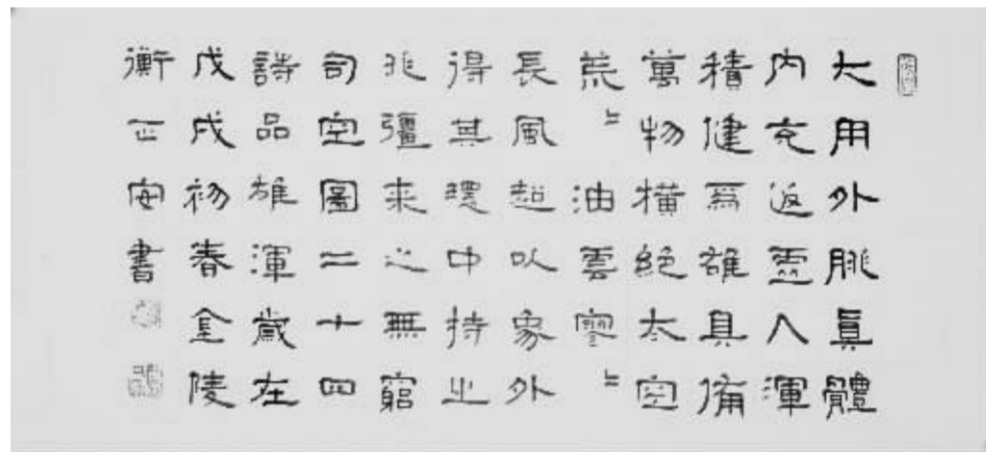 大用外腓眞體
内充返虛入渾
積健爲雄具備
萬物橫絕太空
荒〻油雲寥〻
長風超以象外
得其環中持之
非彊来之無窮
司空圖二十四
詩品雄渾歲在
戊戌初春金陵
衡正安書